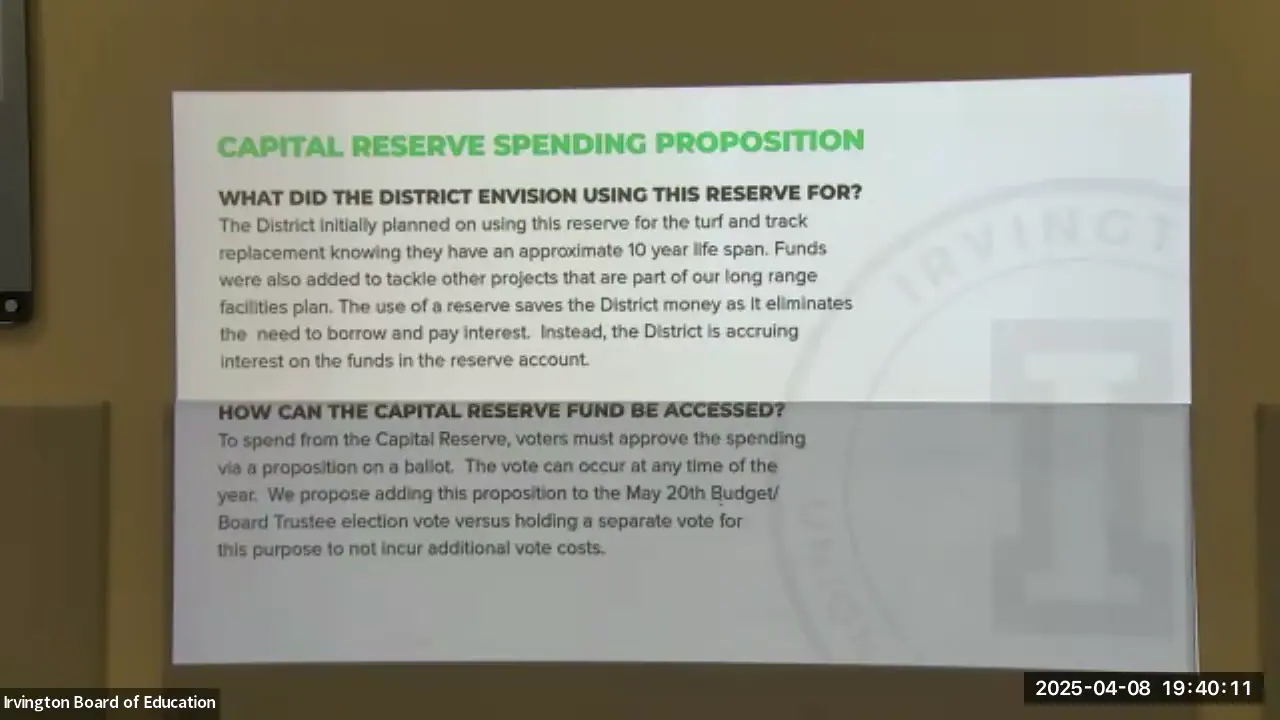 CAPITAL RESERVE SPENDING PROPOSITION
WHAT DID THE DISTRICT ENVISION USING THIS RESERVE FOR?
The District initially planned on using this reserve for the turf and track
replacement knowing they have an approximate 10 year life span. Funds
were also added to tackle other projects that are part of our long range
facilities plan. The use of a reserve saves the District money as it eliminates
the need to borrow and pay interest. Instead, the District is accruing
interest on the funds in the reserve account.
HOW CAN THE CAPITAL RESERVE FUND BE ACCESSED?
To spend from the Capital Reserve, voters must approve the spending
via a proposition on a ballot. The vote can occur at any time of the
year. We propose adding this proposition to the May 20th Budget/
Board Trustee election vote versus holding a separate vote for
this purpose to not incur additional vote costs.
IRVINGT
I
Irvington Board of Education
2025-04-08 19:40:11